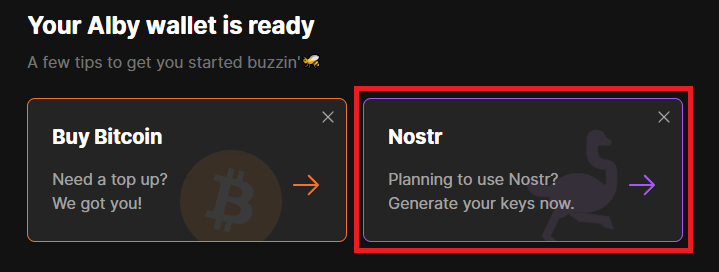 Your Alby wallet is ready
A few tips to get you started buzzin'🐝
Buy Bitcoin
Need a top up?
We got you!
Nostr
Planning to use Nostr?
Generate your keys now.